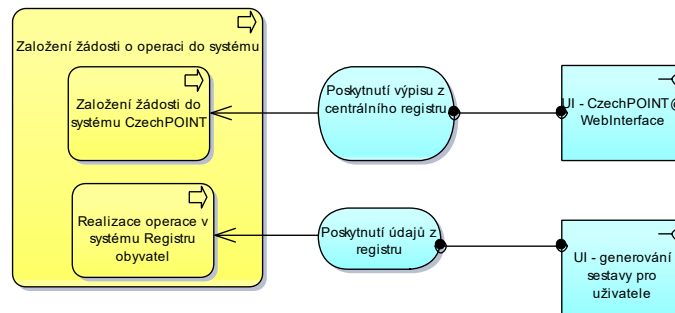 Založení žádosti o operaci do systému
Založení žádosti do
systému CzechPOINT
Poskytnutí výpisu z
centrálního registru
UI - CzechPOINT@
WebInterface
Realizace operace v
systému Registru
obyvatel
Poskytnutí údajů z
registru
UI - generování
sestavy pro
uživatele